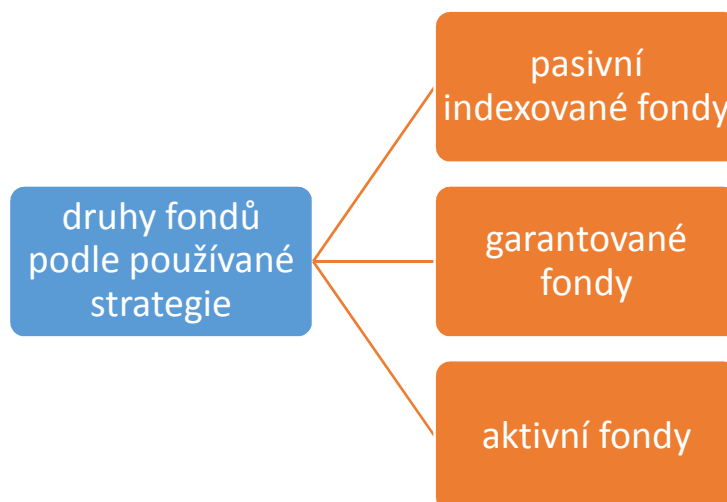 druhy fondů
podle používané
strategie
pasivní
indexované fondy
garantované
fondy
aktivní fondy